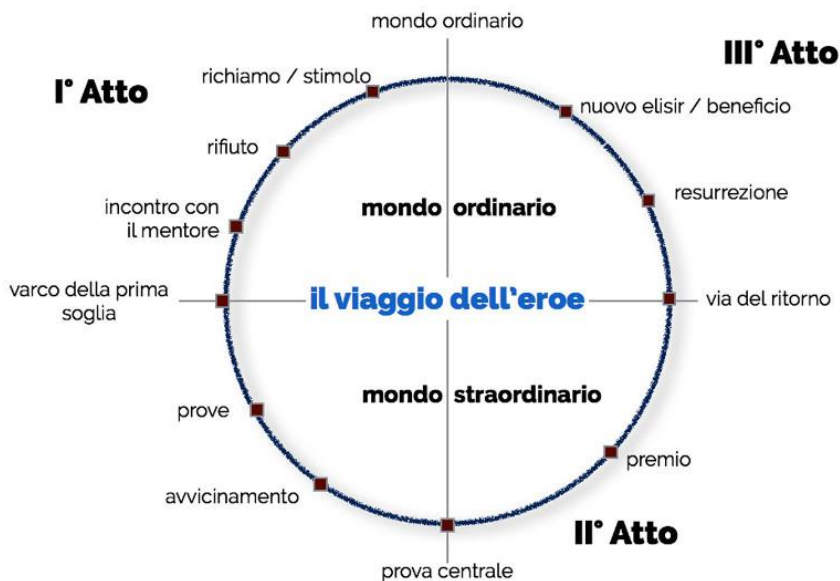 mondo ordinario
III° Atto
I° Atto
richiamo / stimolo
nuovo elisir / beneficio
rifiuto
resurrezione
incontro con
il mentore
mondo ordinario
varco della prima
soglia
il viaggio dell'eroe
via del ritorno
mondo straordinario
prove
premio
avvicinamento
II° Atto
prova centrale